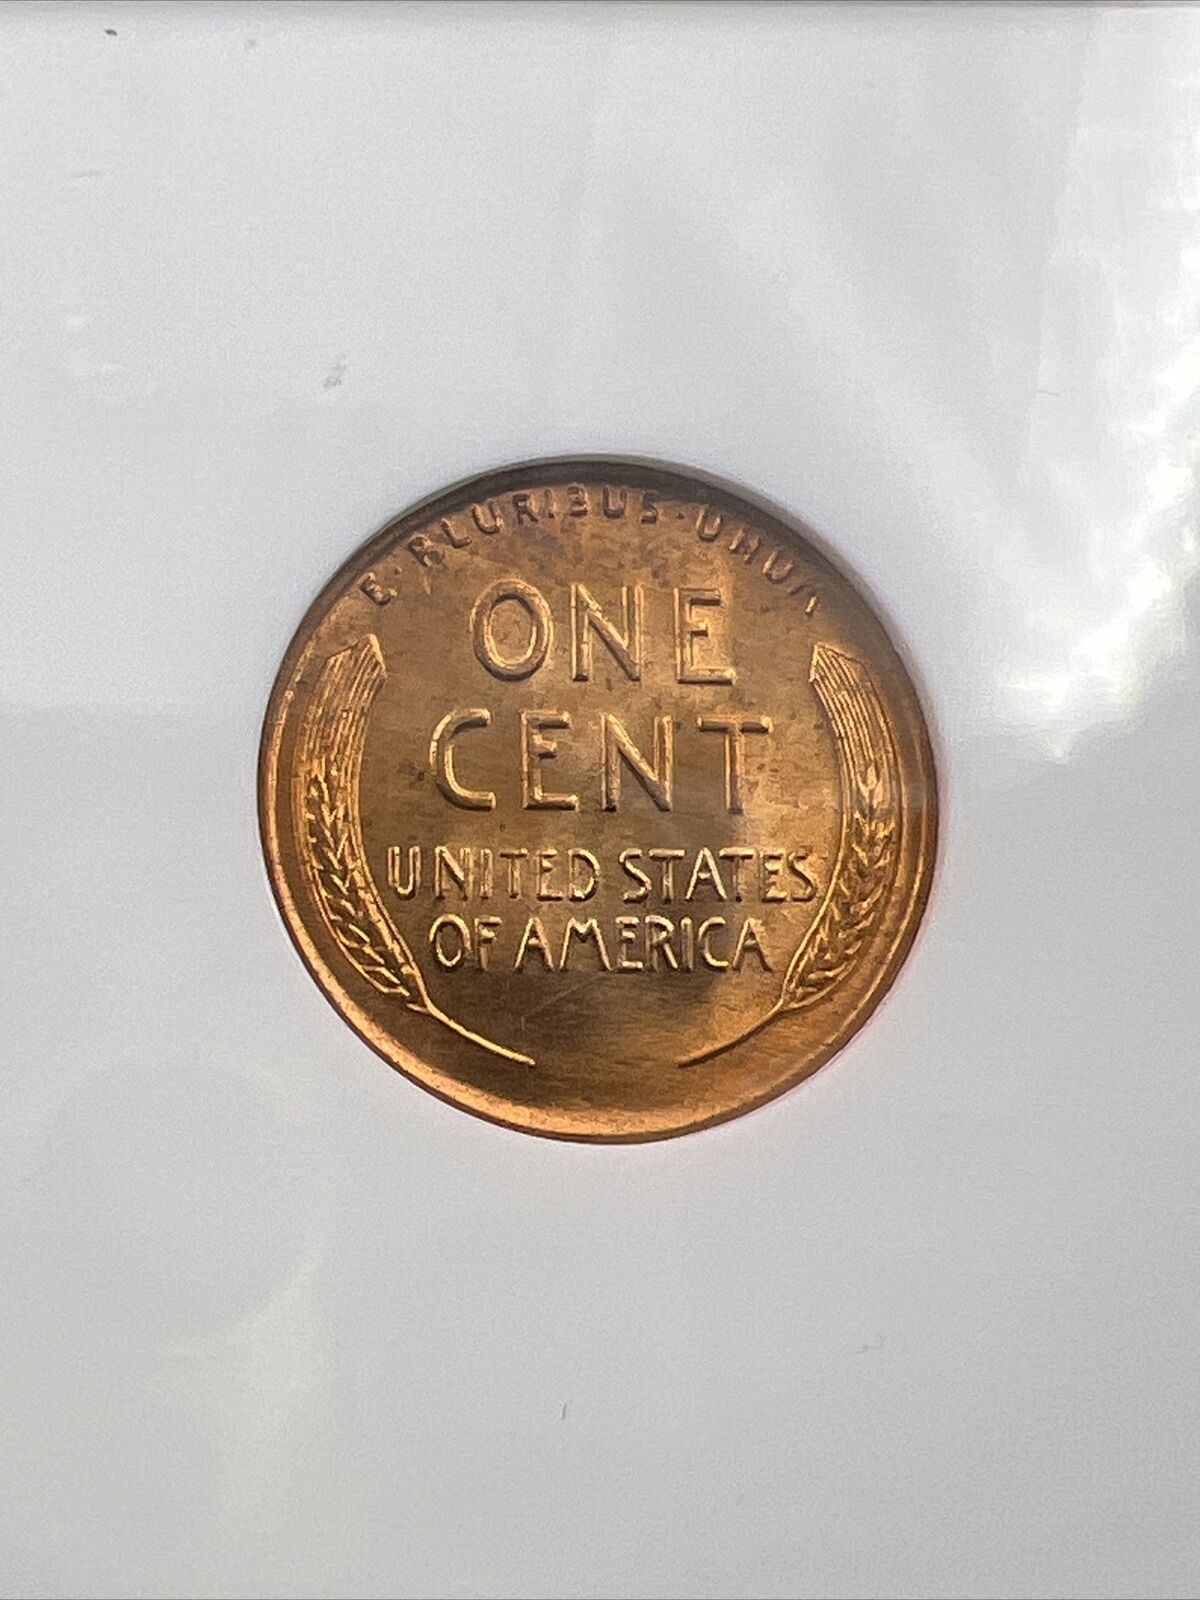 E · PLURIBUS · UNUM
ONE
CENT
UNITED STATES
OF AMERICA